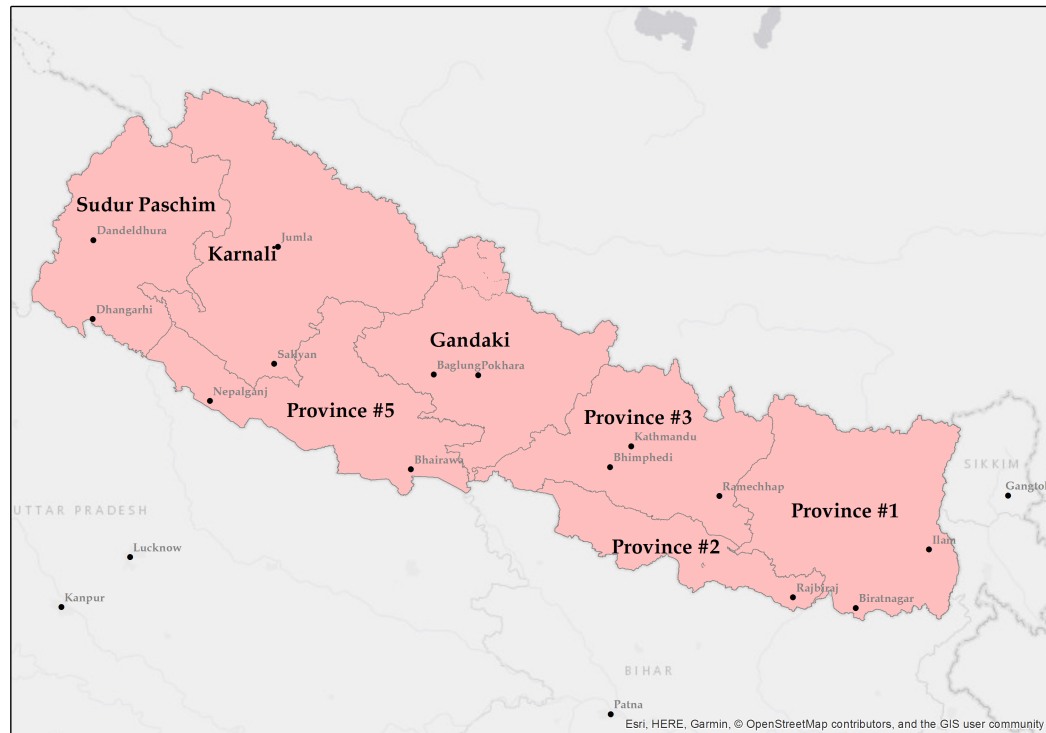 Sudur Paschim
Dandeldhura
Karnali
Jumla
Dhangarhi
Gandaki
Sallyan
Baglung
Pokhara
Nepalganj
Province #5
Province #3
Kathmandu
Bhairawa
Bhimphedi
SIKKIM
Gangtok
Ramechhap
UTTAR PRADESH
Province #1
Lucknow
Province #2
Ilam
Kanpur
Rajbiraj
Biratnagar
BIHAR
Patna
Esri, HERE, Garmin, © OpenStreetMap contributors, and the GIS user community